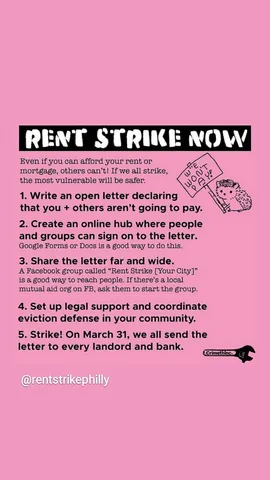 RENT STRIKE NOW
Even if you can afford your rent or
mortgage, others can't! If we all strike,
the most vulnerable will be safer.
WE
WON'T
PAY
1. Write an open letter declaring
that you + others aren't going to pay.
2. Create an online hub where people
and groups can sign on to the letter.
Google Forms or Docs is a good way to do this.
3. Share the letter far and wide.
A Facebook group called "Rent Strike [Your City]"
is a good way to reach people. If there's a local
mutual aid org on FB, ask them to start the group.
4. Set up legal support and coordinate
eviction defense in your community.
5. Strike! On March 31, we all send the
letter to every landord and bank.
CrimethInc.
@rentstrikephilly